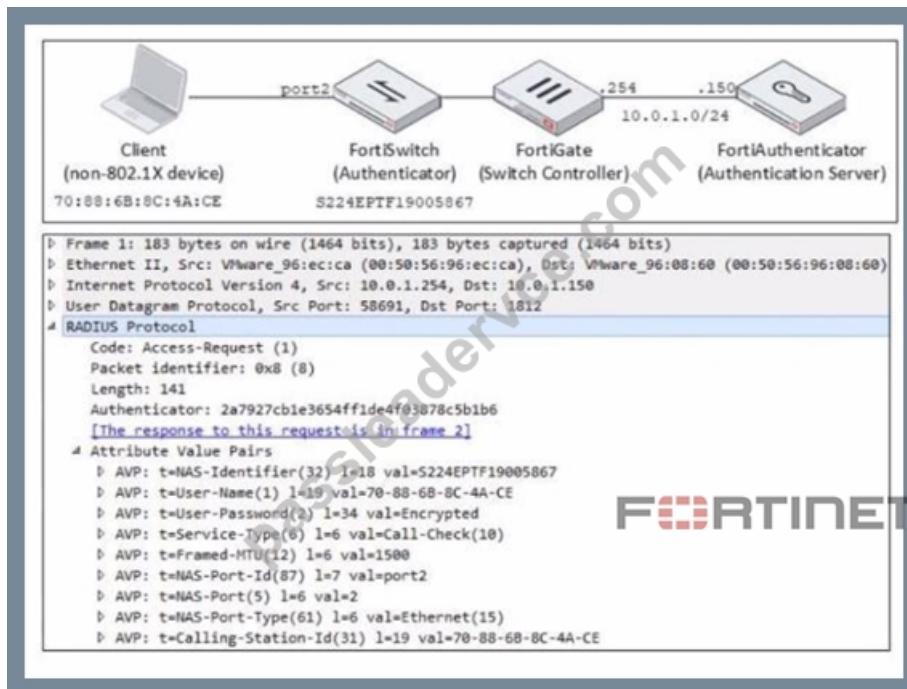 port2
.254
.150
10.0.1.0/24
Client
(non-802.1X device)
70:88:6B:8C:4A:CE
FortiSwitch
(Authenticator)
S224EPTF19005867
FortiGate
(Switch Controller)
FortiAuthenticator
(Authentication Server)
Frame 1: 183 bytes on wire (1464 bits), 183 bytes captured (1464 bits)
Ethernet II, Src: VMware_96:ec:ca (00:50:56:96:ec:ca), Dst: VMware_96:08:60 (00:50:56:96:08:60)
Internet Protocol Version 4, Src: 10.0.1.254, Dst: 10.0.1.150
User Datagram Protocol, Src Port: 58691, Dst Port: 1812
RADIUS Protocol
Code: Access-Request (1)
Packet identifier: 0x8 (8)
Length: 141
Authenticator: 2a7927cb1e3654ff1de4f03878c5b1b6
[The response to this request is in frame 2]
Attribute Value Pairs
AVP: t=NAS-Identifier(32) l=18 val=S224EPTF19005867
AVP: t=User-Name(1) l=19 val=70-88-6B-8C-4A-CE
AVP: t=User-Password(2) l=34 val=Encrypted
AVP: t=Service-Type(6) l=6 val=Call-Check(10)
AVP: t=Framed-MTU(12) l=6 val=1500
AVP: t=NAS-Port-Id(87) l=7 val=port2
AVP: t=NAS-Port(5) l=6 val=2
AVP: t=NAS-Port-Type(61) l=6 val=Ethernet(15)
AVP: t=Calling-Station-Id(31) l=19 val=70-88-6B-8C-4A-CE
FORTINET
passleadervce.com